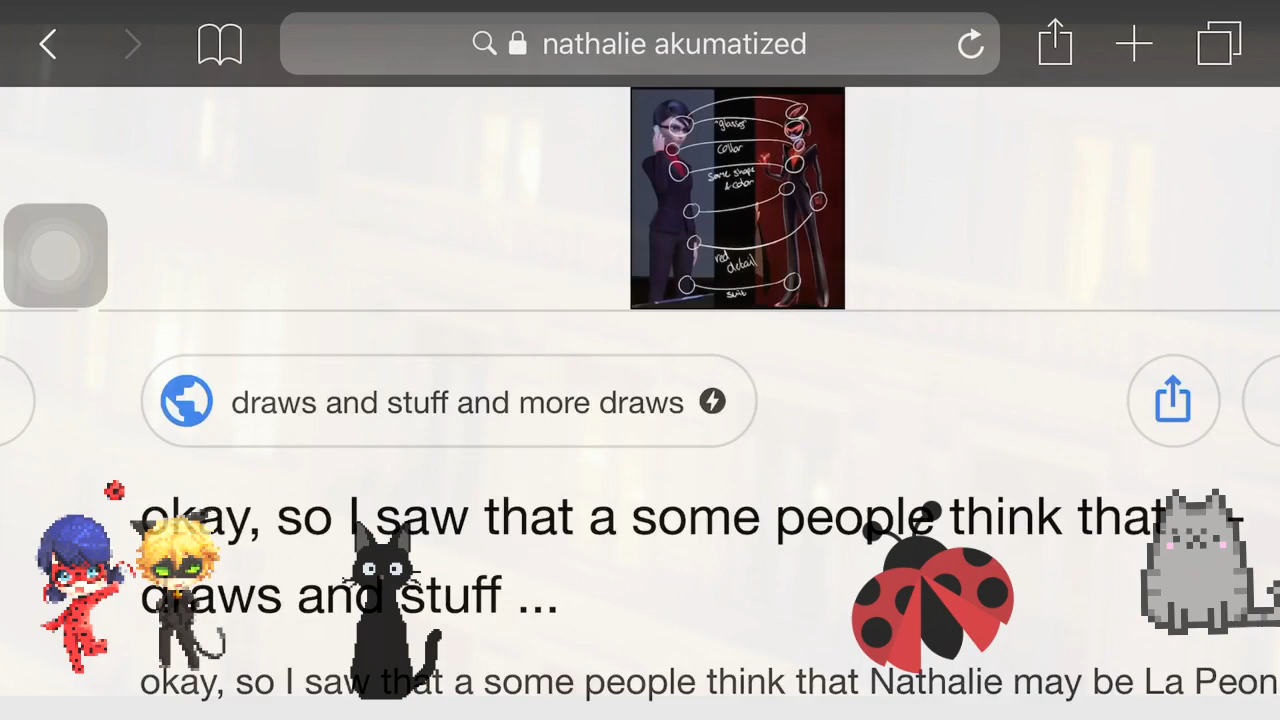 nathalie akumatized
"glasses"
collar
Same shape
& color
red
detail
suit
draws and stuff and more draws
okay, so I saw that a some people think that
draws and stuff ...
okay, so I saw that a some people think that Nathalie may be La Peon